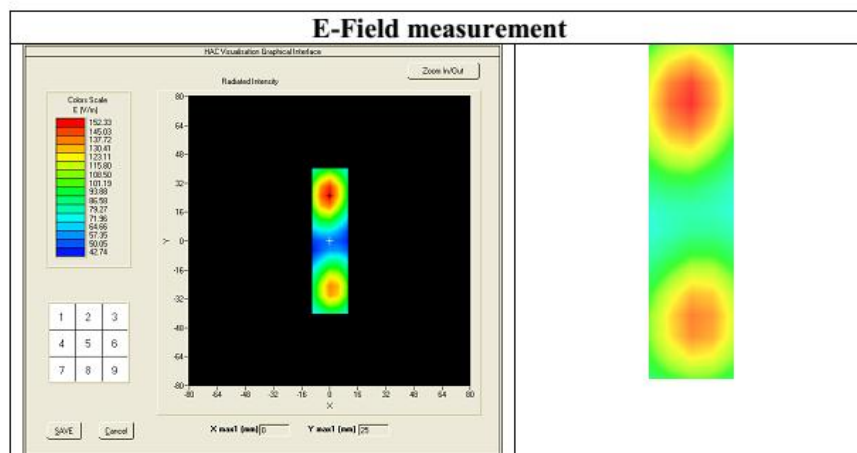 E-Field measurement
HAC Visualisation Graphical Interface
Zoom In/Out
Radiated Intensity
Colors Scale
E (V/m)
152.33
145.03
137.72
130.41
123.11
115.80
108.50
101.19
93.88
86.58
79.27
71.96
64.66
57.35
50.05
42.74
80-
64-
48-
32-
16-
Y 0-
-16-
-32-
-48-
-64-
-80-
-80 -64 -48 -32 -16 0 16 32 48 64 80
X
1 2 3
4 5 6
7 8 9
SAVE Cancel X max1 (mm) 0 Y max1 (mm) 25